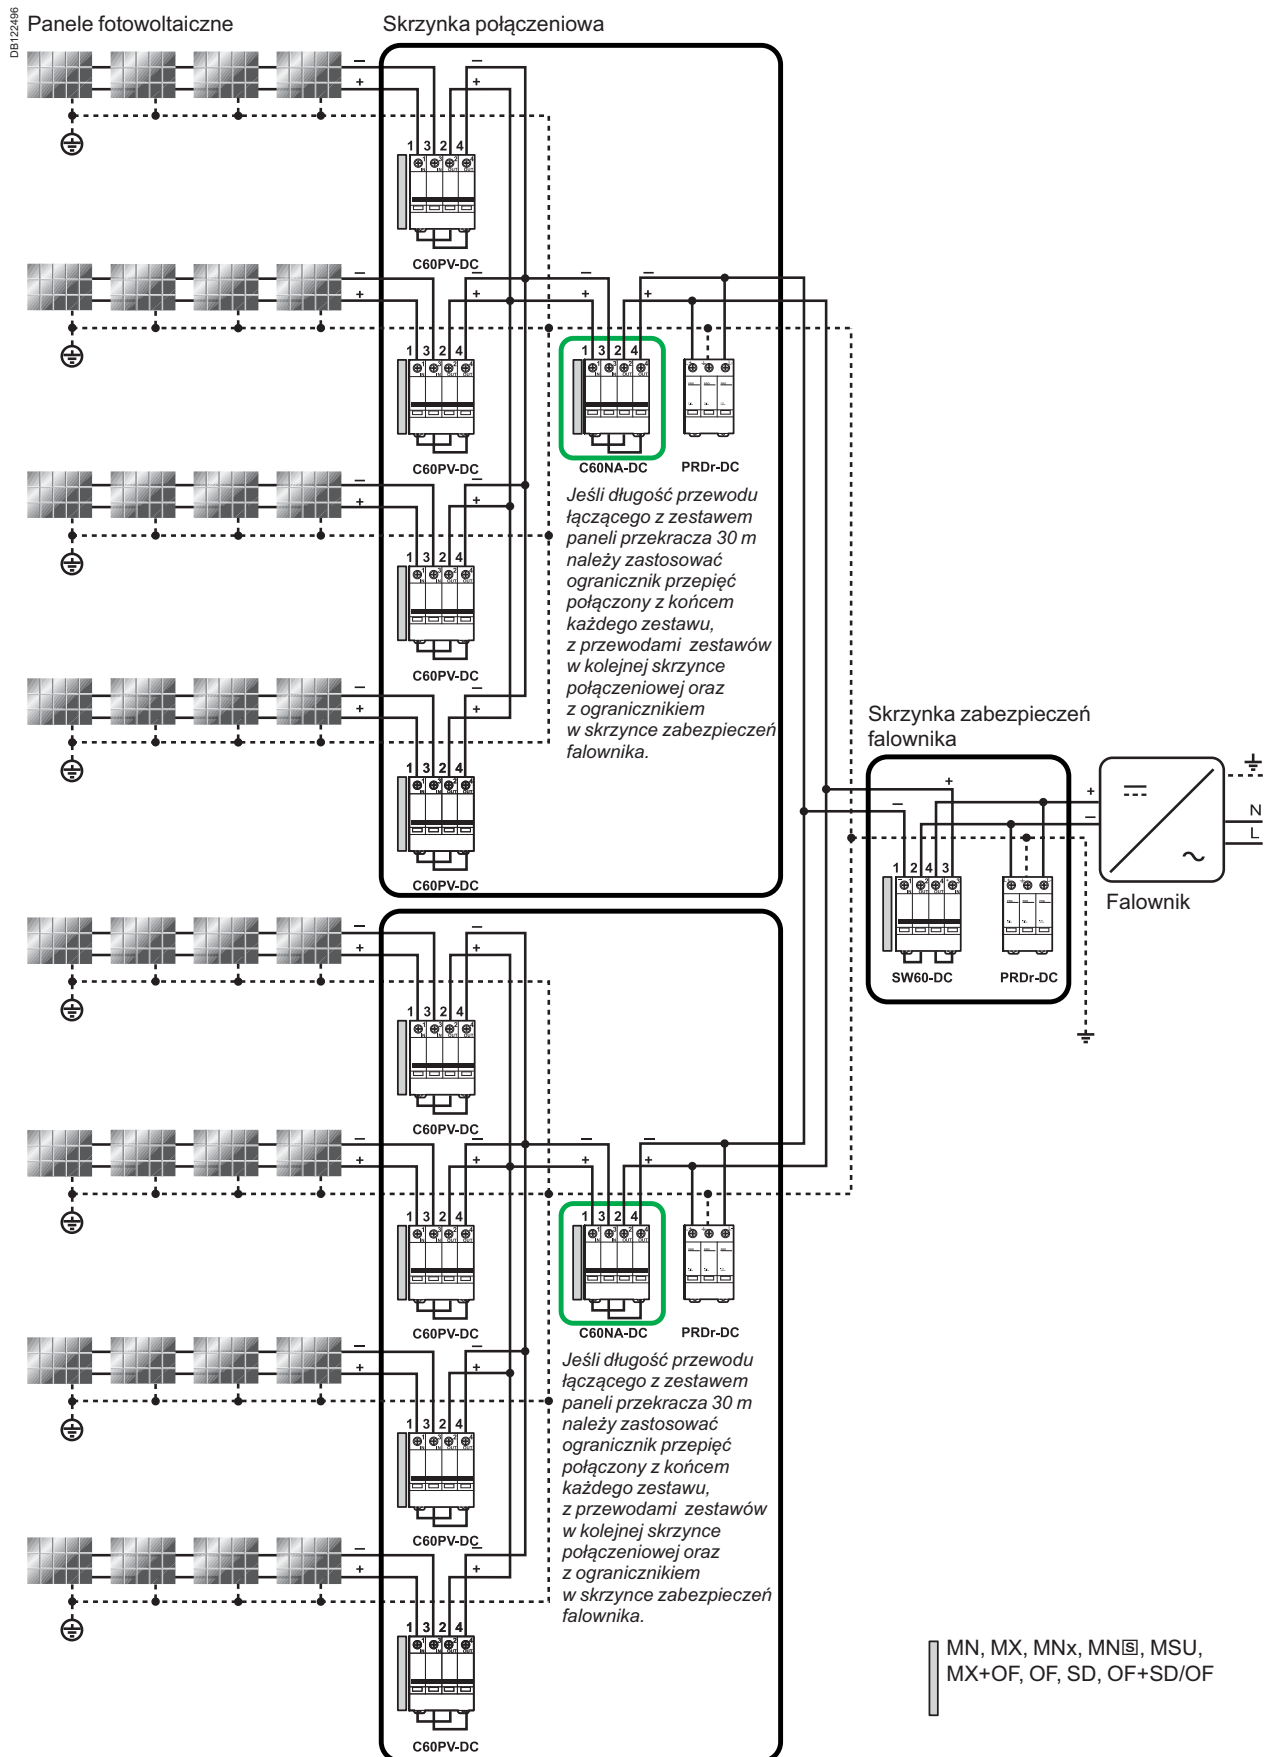 DB122496
Panele fotowoltaiczne
Skrzynka połączeniowa
− −
+ +
1 3 2 4
C60PV-DC
− − − −
+ + + +
1 3 2 4
1 3 2 4
C60PV-DC
C60NA-DC
PRDr-DC
Jeśli długość przewodu
łączącego z zestawem
paneli przekracza 30 m
należy zastosować
ogranicznik przepięć
połączony z końcem
każdego zestawu,
z przewodami zestawów
w kolejnej skrzynce
połączeniowej oraz
z ogranicznikiem
w skrzynce zabezpieczeń
falownika.
− −
+ +
1 3 2 4
C60PV-DC
− −
+ +
1 3 2 4
C60PV-DC
Skrzynka zabezpieczeń
falownika
+
−
+
−
1 2 4 3
SW60-DC
PRDr-DC
N
L
Falownik
− −
+ +
1 3 2 4
C60PV-DC
− − − −
+ + + +
1 3 2 4
1 3 2 4
C60PV-DC
C60NA-DC
PRDr-DC
Jeśli długość przewodu
łączącego z zestawem
paneli przekracza 30 m
należy zastosować
ogranicznik przepięć
połączony z końcem
każdego zestawu,
z przewodami zestawów
w kolejnej skrzynce
połączeniowej oraz
z ogranicznikiem
w skrzynce zabezpieczeń
falownika.
− −
+ +
1 3 2 4
C60PV-DC
− −
+ +
1 3 2 4
C60PV-DC
MN, MX, MNx, MN🅂, MSU,
MX+OF, OF, SD, OF+SD/OF